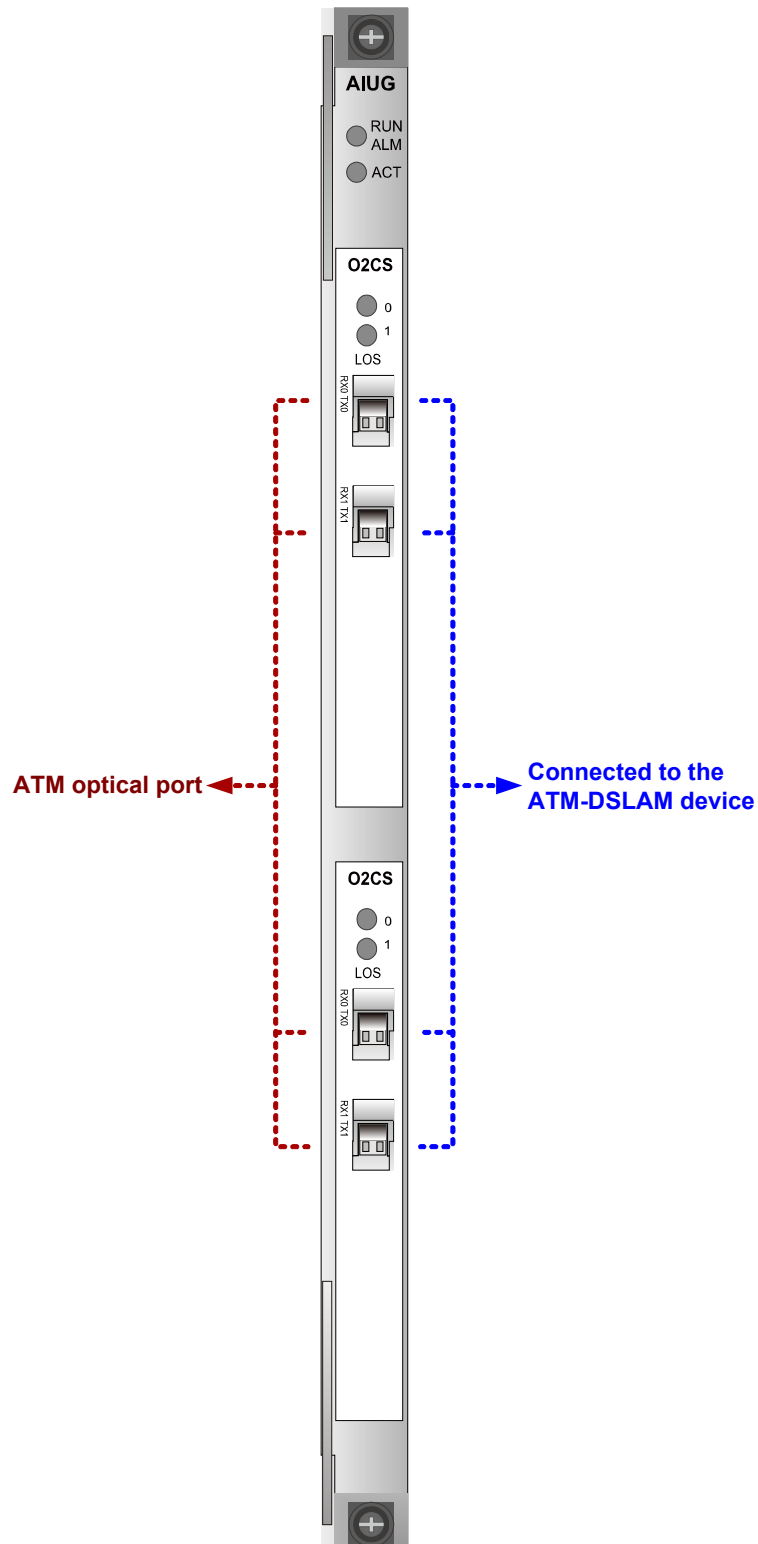 AIUG
RUN
ALM
ACT
O2CS
0
1
LOS
RX0 TX0
RX1 TX1
ATM optical port
Connected to the
ATM-DSLAM device
O2CS
0
1
LOS
RX0 TX0
RX1 TX1